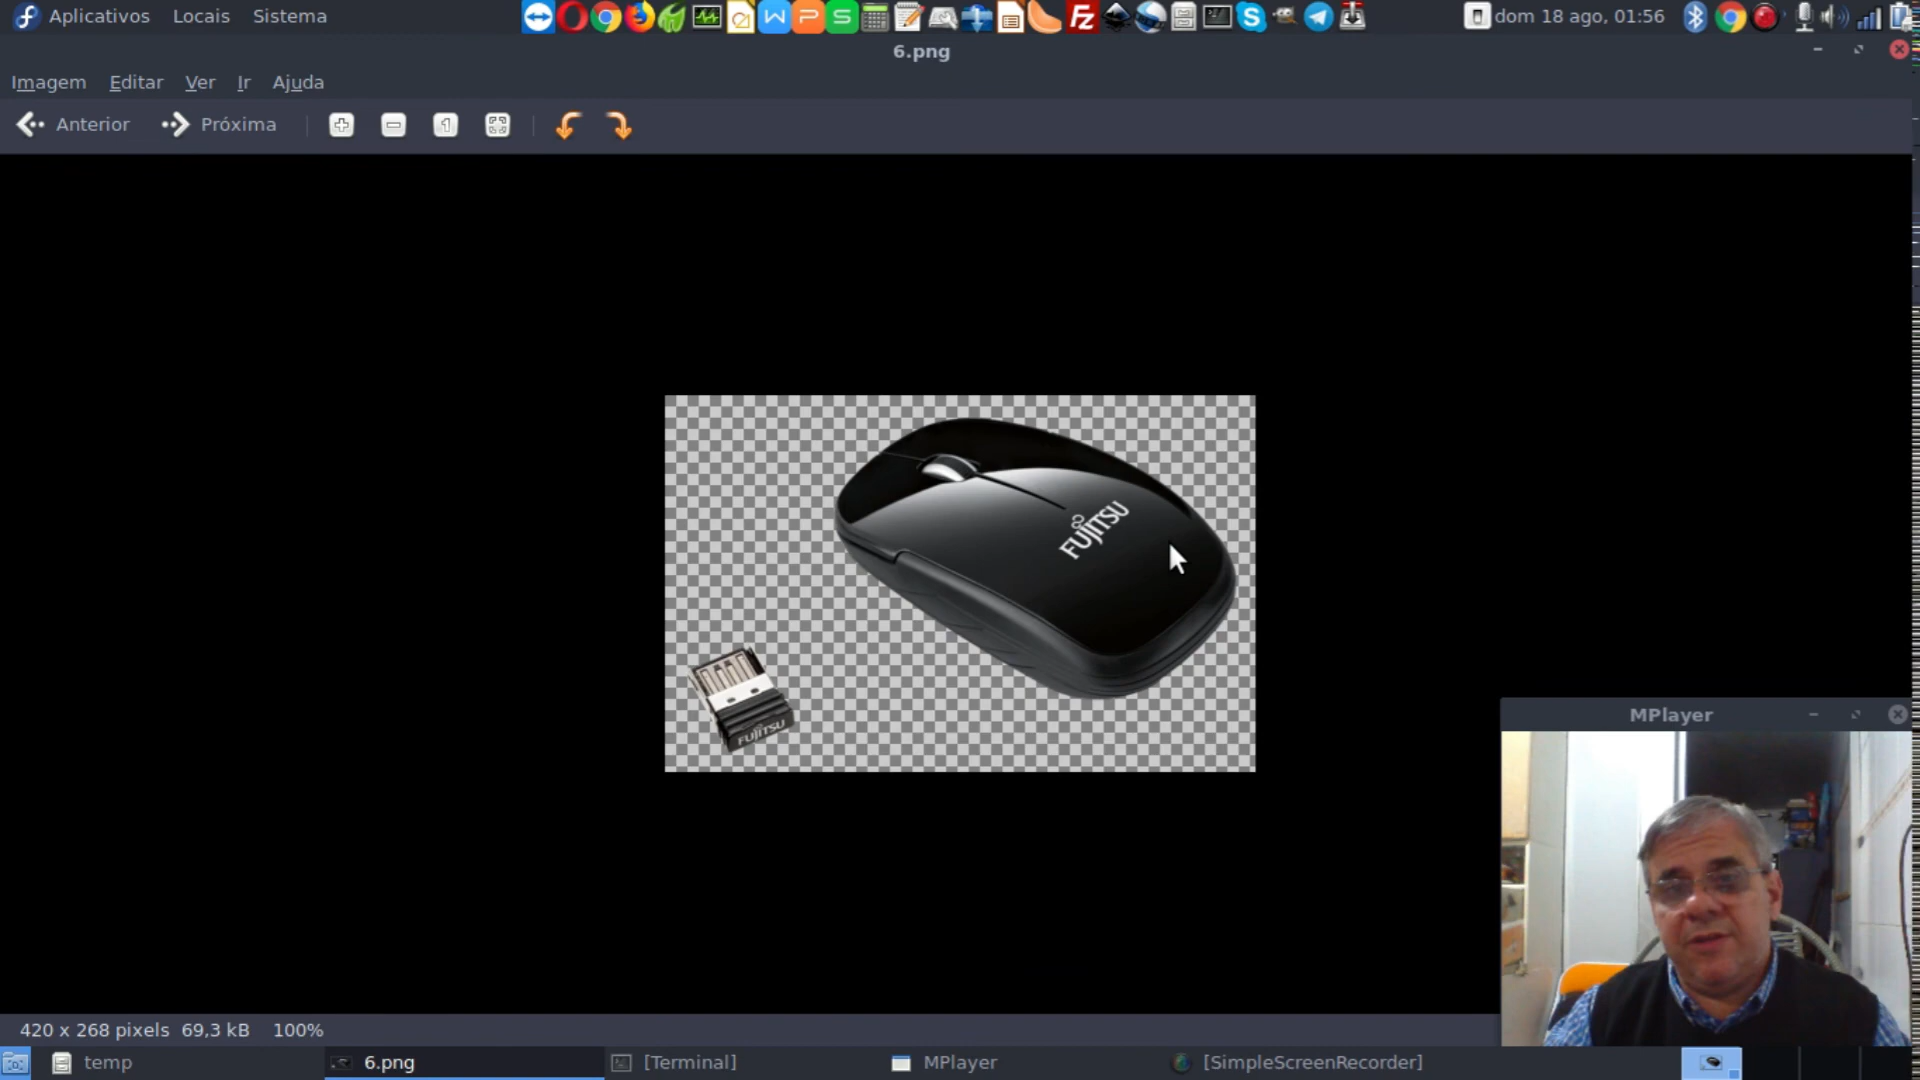 Aplicativos Locais Sistema
dom 18 ago, 01:56
6.png
Imagem Editar Ver Ir Ajuda
Anterior Próxima
FUJITSU
FUJITSU
MPlayer
420 x 268 pixels 69,3 kB 100%
temp 6.png [Terminal] MPlayer [SimpleScreenRecorder]